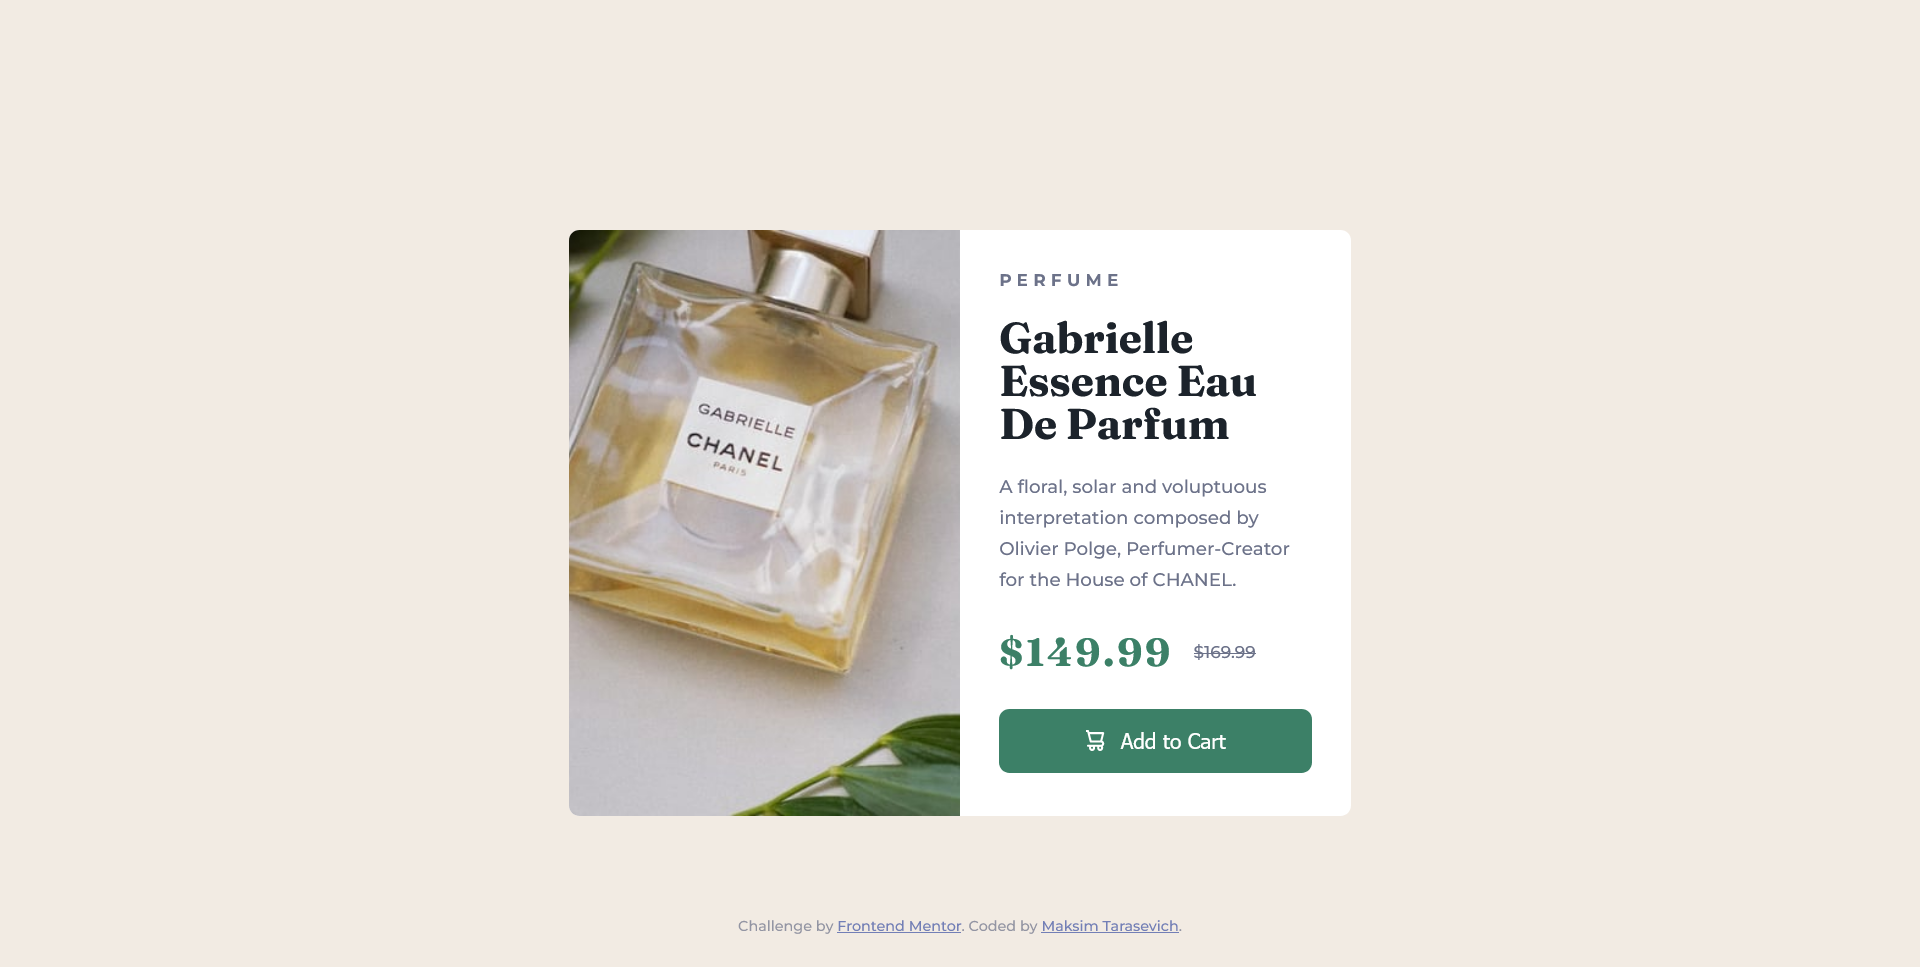 GABRIELLE
CHANEL
PARIS
PERFUME
Gabrielle
Essence Eau
De Parfum
A floral, solar and voluptuous
interpretation composed by
Olivier Polge, Perfumer-Creator
for the House of CHANEL.
$149.99 $169.99
Add to Cart
Challenge by Frontend Mentor. Coded by Maksim Tarasevich.